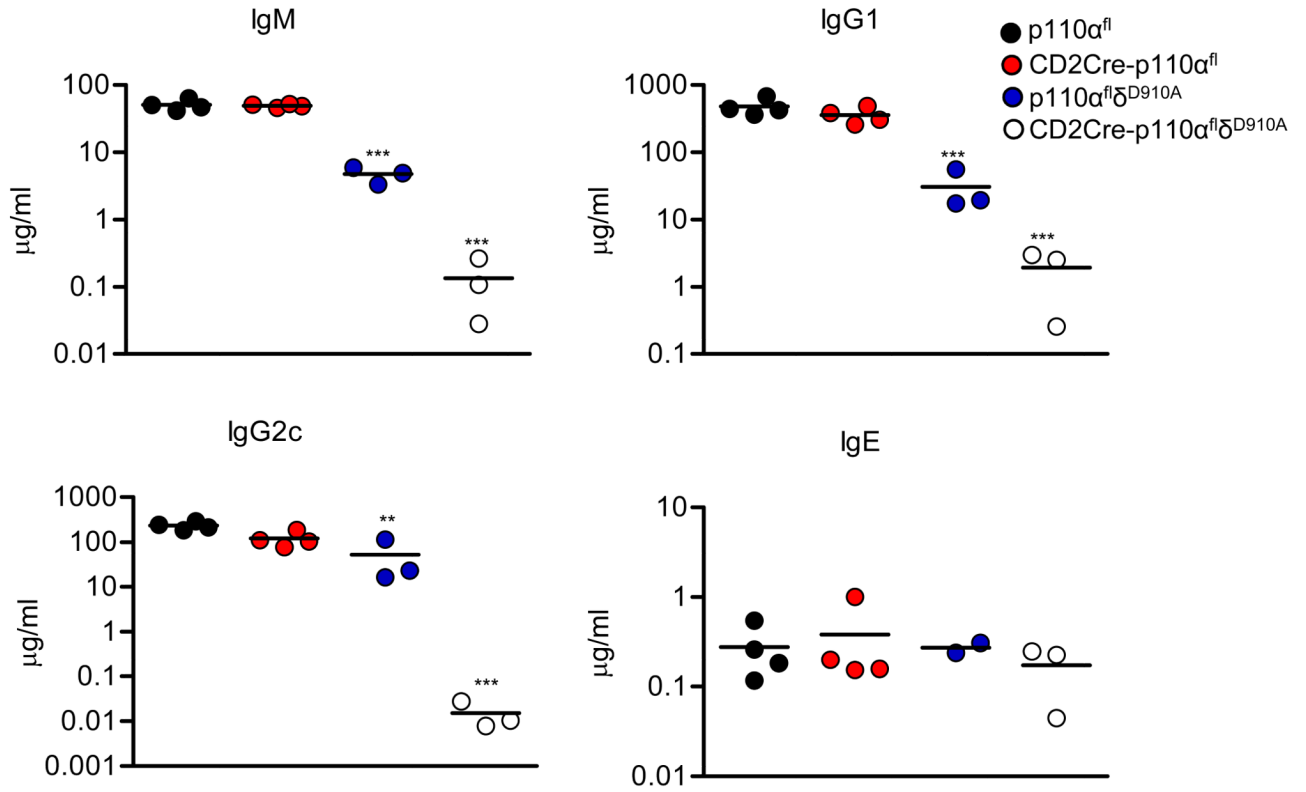 IgM
100
10
1
0.1
0.01
µg/ml
***
***
IgG1
1000
100
10
1
0.1
µg/ml
***
***
p110α^fl
CD2Cre-p110α^fl
p110α^flδ^D910A
CD2Cre-p110α^flδ^D910A
IgG2c
1000
100
10
1
0.1
0.01
0.001
µg/ml
**
***
IgE
10
1
0.1
0.01
µg/ml